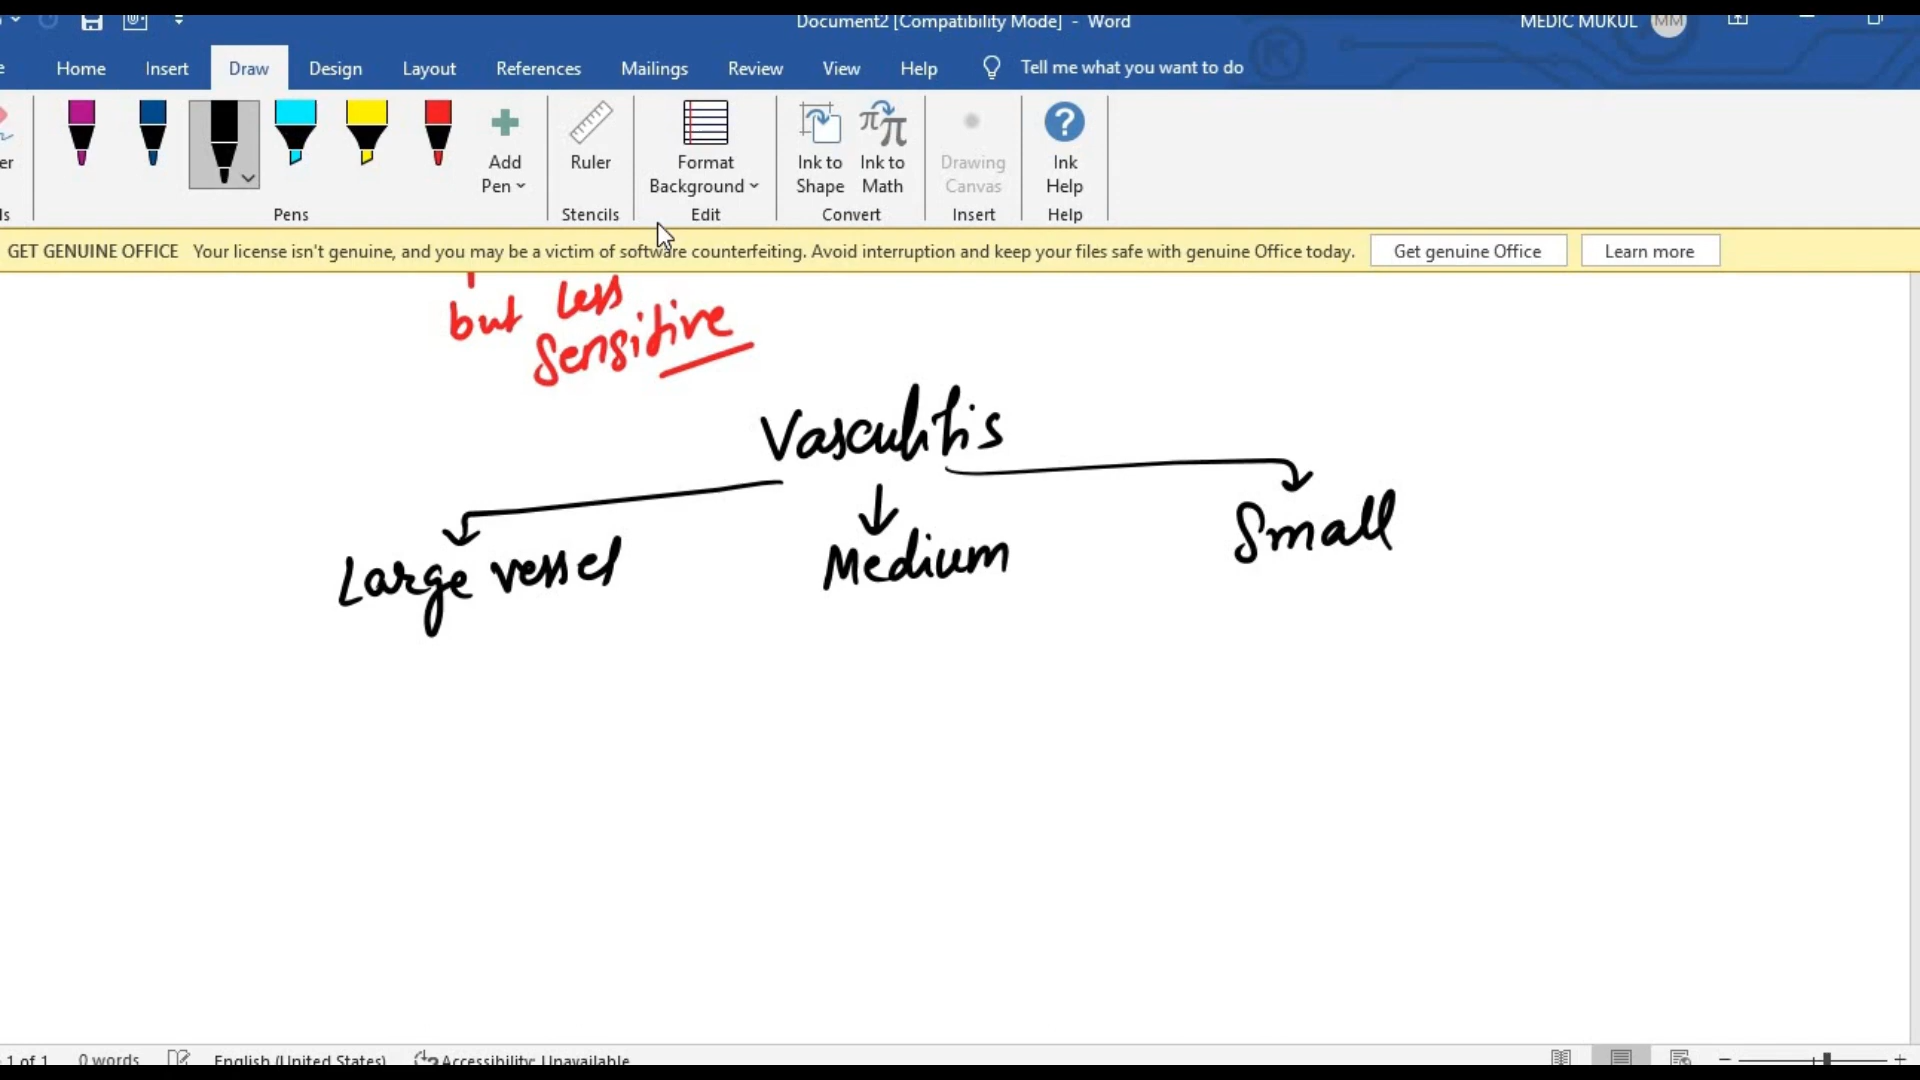 Document2 [Compatibility Mode] - Word
MEDIC MUKUL MM
Home Insert Draw Design Layout References Mailings Review View Help Tell me what you want to do
Add Pen
Ruler
Format Background
Ink to Shape
Ink to Math
Drawing Canvas
Ink Help
Pens Stencils Edit Convert Insert Help
GET GENUINE OFFICE Your license isn't genuine, and you may be a victim of software counterfeiting. Avoid interruption and keep your files safe with genuine Office today. Get genuine Office Learn more
but less
sensitive
Vasculitis
Large vessel Medium Small
1 of 1 0 words English (United States) Accessibility: Unavailable